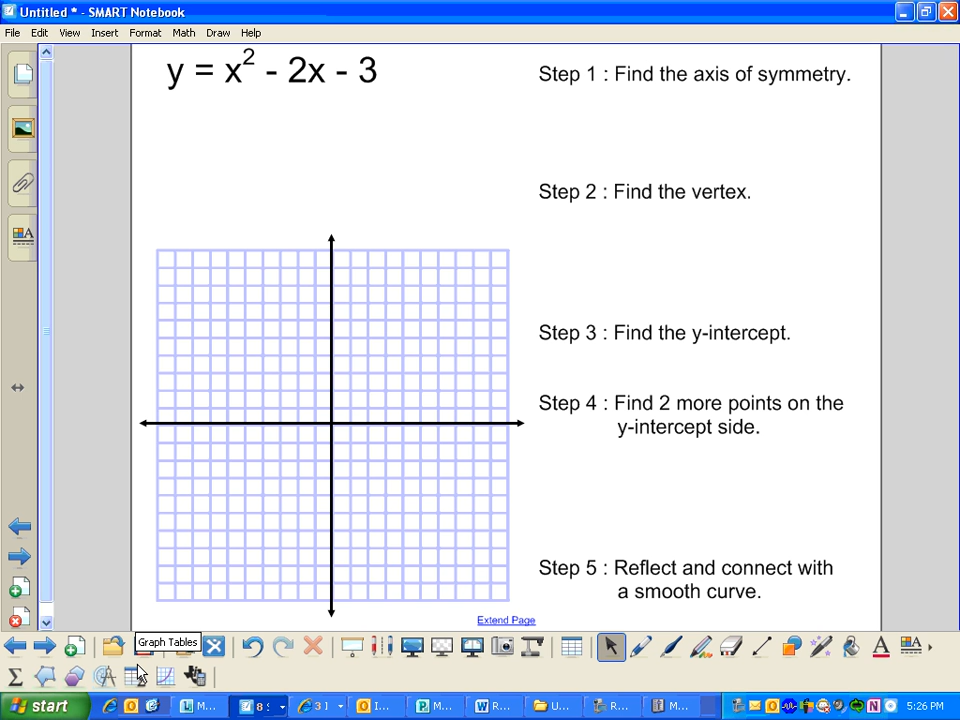 Untitled * - SMART Notebook
File Edit View Insert Format Math Draw Help
y = x² - 2x - 3
Step 1 : Find the axis of symmetry.
Step 2 : Find the vertex.
Step 3 : Find the y-intercept.
Step 4 : Find 2 more points on the
y-intercept side.
Step 5 : Reflect and connect with
a smooth curve.
Extend Page
Graph Tables
start
M...
8
3
I...
M...
R...
U...
R...
M...
5:26 PM